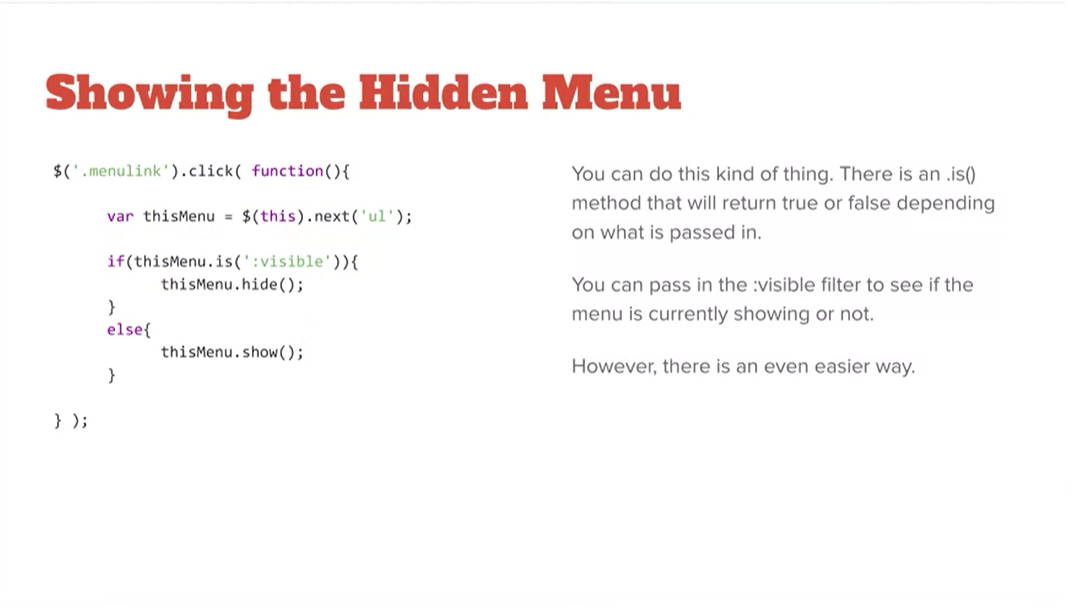 Showing the Hidden Menu
$('.menulink').click( function(){
var thisMenu = $(this).next('ul');
if(thisMenu.is(':visible')){
thisMenu.hide();
}
else{
thisMenu.show();
}
} );
You can do this kind of thing. There is an .is()
method that will return true or false depending
on what is passed in.
You can pass in the :visible filter to see if the
menu is currently showing or not.
However, there is an even easier way.